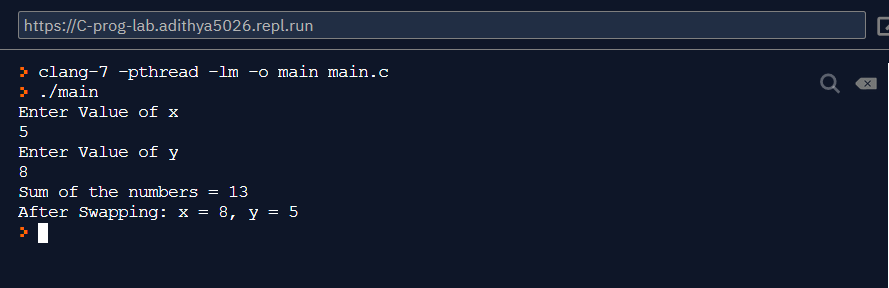 https://C-prog-lab.adithya5026.repl.run
> clang-7 -pthread -lm -o main main.c
> ./main
Enter Value of x
5
Enter Value of y
8
Sum of the numbers = 13
After Swapping: x = 8, y = 5
>